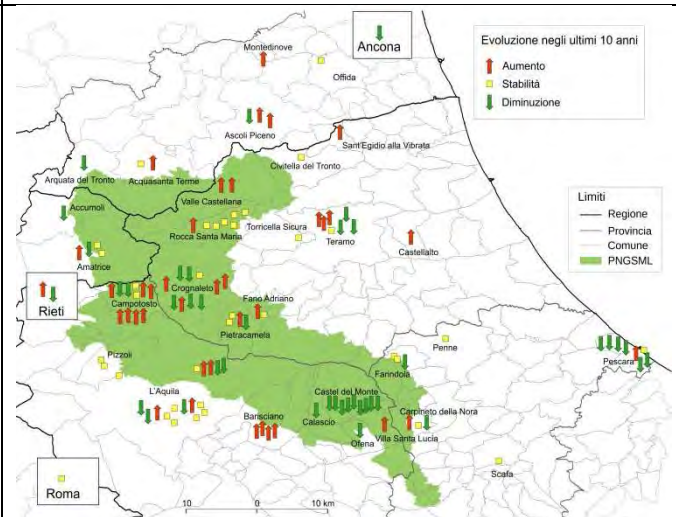 Ancona
Evoluzione negli ultimi 10 anni
Aumento
Stabilità
Diminuzione
Montedinove
Offida
Ascoli Piceno
Sant'Egidio alla Vibrata
Civitella del Tronto
Arquata del Tronto
Acquasanta Terme
Valle Castellana
Accumoli
Rocca Santa Maria
Torricella Sicura
Teramo
Castellalto
Limiti
Regione
Provincia
Comune
PNGSML
Amatrice
Rieti
Campotosto
Crognaleto
Fano Adriano
Pietracamela
Pizzoli
Penne
Farindola
Pescara
L'Aquila
Castel del Monte
Barisciano
Calascio
Carpineto della Nora
Ofena
Villa Santa Lucia
Scafa
Roma
10 0 10 km